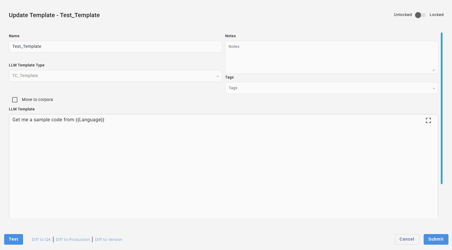 Update Template - Test_Template
Unlocked Locked
Name
Test_Template
Notes
Notes
LLM Template Type
TC_Template
Tags
Tags
Move to corpora
LLM Template
Get me a sample code from {{Language}}
Test
Diff to QA | Diff to Production | Diff to Version
Cancel
Submit